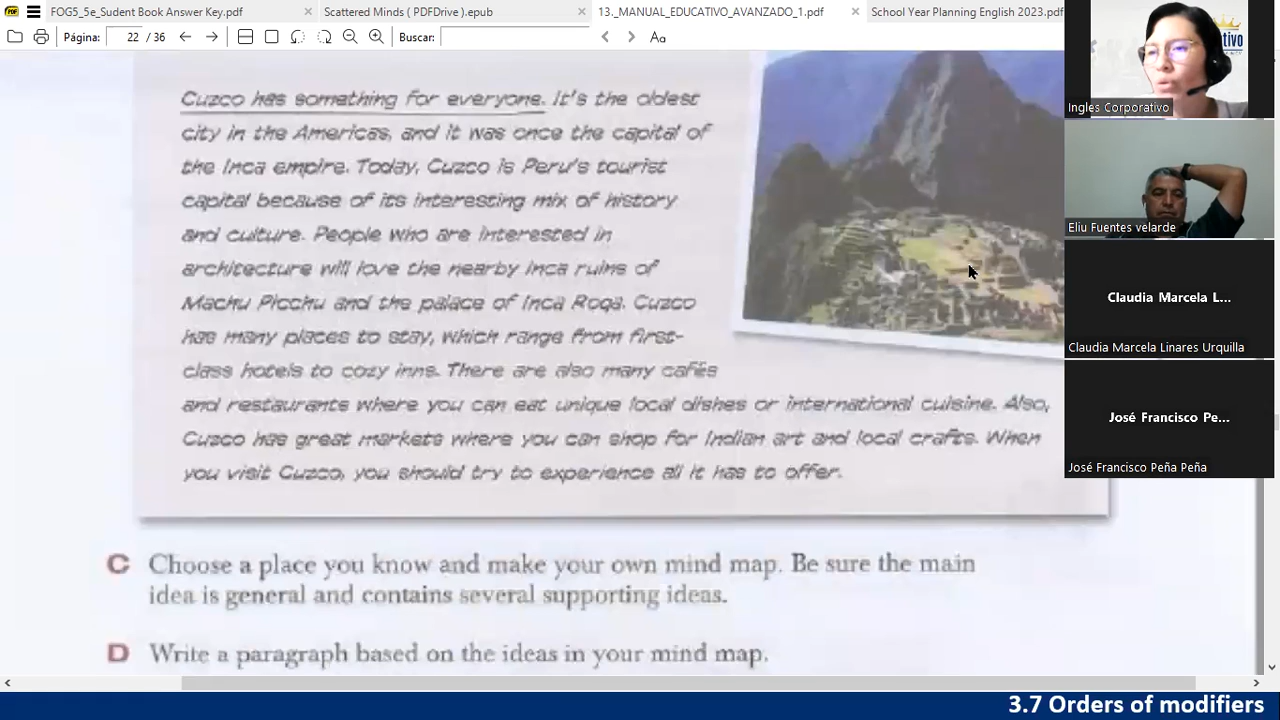 FOG5_5e_Sudent Book Answer Key.pdf
Scattered Minds ( PDFDrive ).epub
13._MANUAL_EDUCATIVO_AVANZADO_1.pdf
School Year Planning English 2023.pdf
Página:
22 / 36
Buscar:
Aa
Cuzco has something for everyone. It's the oldest
city in the Americas, and it was once the capital of
the Inca empire. Today, Cuzco is Peru's tourist
capital because of its interesting mix of history
and culture. People who are interested in
architecture will love the nearby Inca ruins of
Machu Picchu and the palace of Inca Roqa. Cuzco
has many places to stay, which range from first-
class hotels to cozy inns. There are also many cafés
and restaurants where you can eat unique local dishes or international cuisine. Also,
Cuzco has great markets where you can shop for Indian art and local crafts. When
you visit Cuzco, you should try to experience all it has to offer.
C Choose a place you know and make your own mind map. Be sure the main
idea is general and contains several supporting ideas.
D Write a paragraph based on the ideas in your mind map.
Ingles Corporativo
Eliu Fuentes velarde
Claudia Marcela L...
Claudia Marcela Linares Urquilla
José Francisco Pe...
José Francisco Peña Peña
3.7 Orders of modifiers